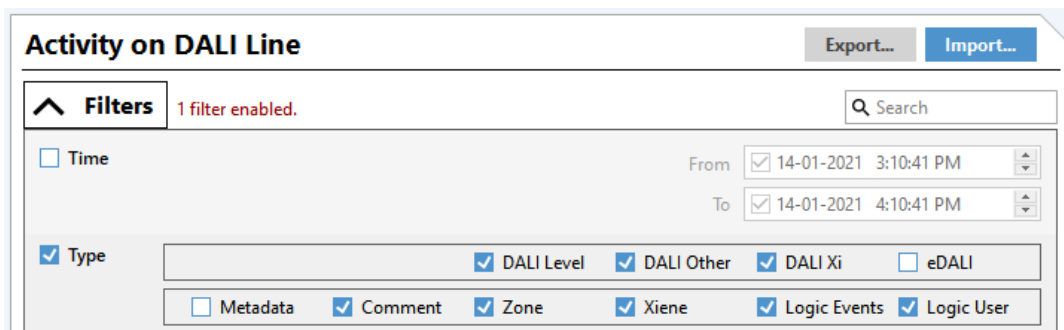 Activity on DALI Line
Export...
Import...
Filters
1 filter enabled.
Search
Time
From
14-01-2021 3:10:41 PM
To
14-01-2021 4:10:41 PM
Type
DALI Level
DALI Other
DALI Xi
eDALI
Metadata
Comment
Zone
Xiene
Logic Events
Logic User